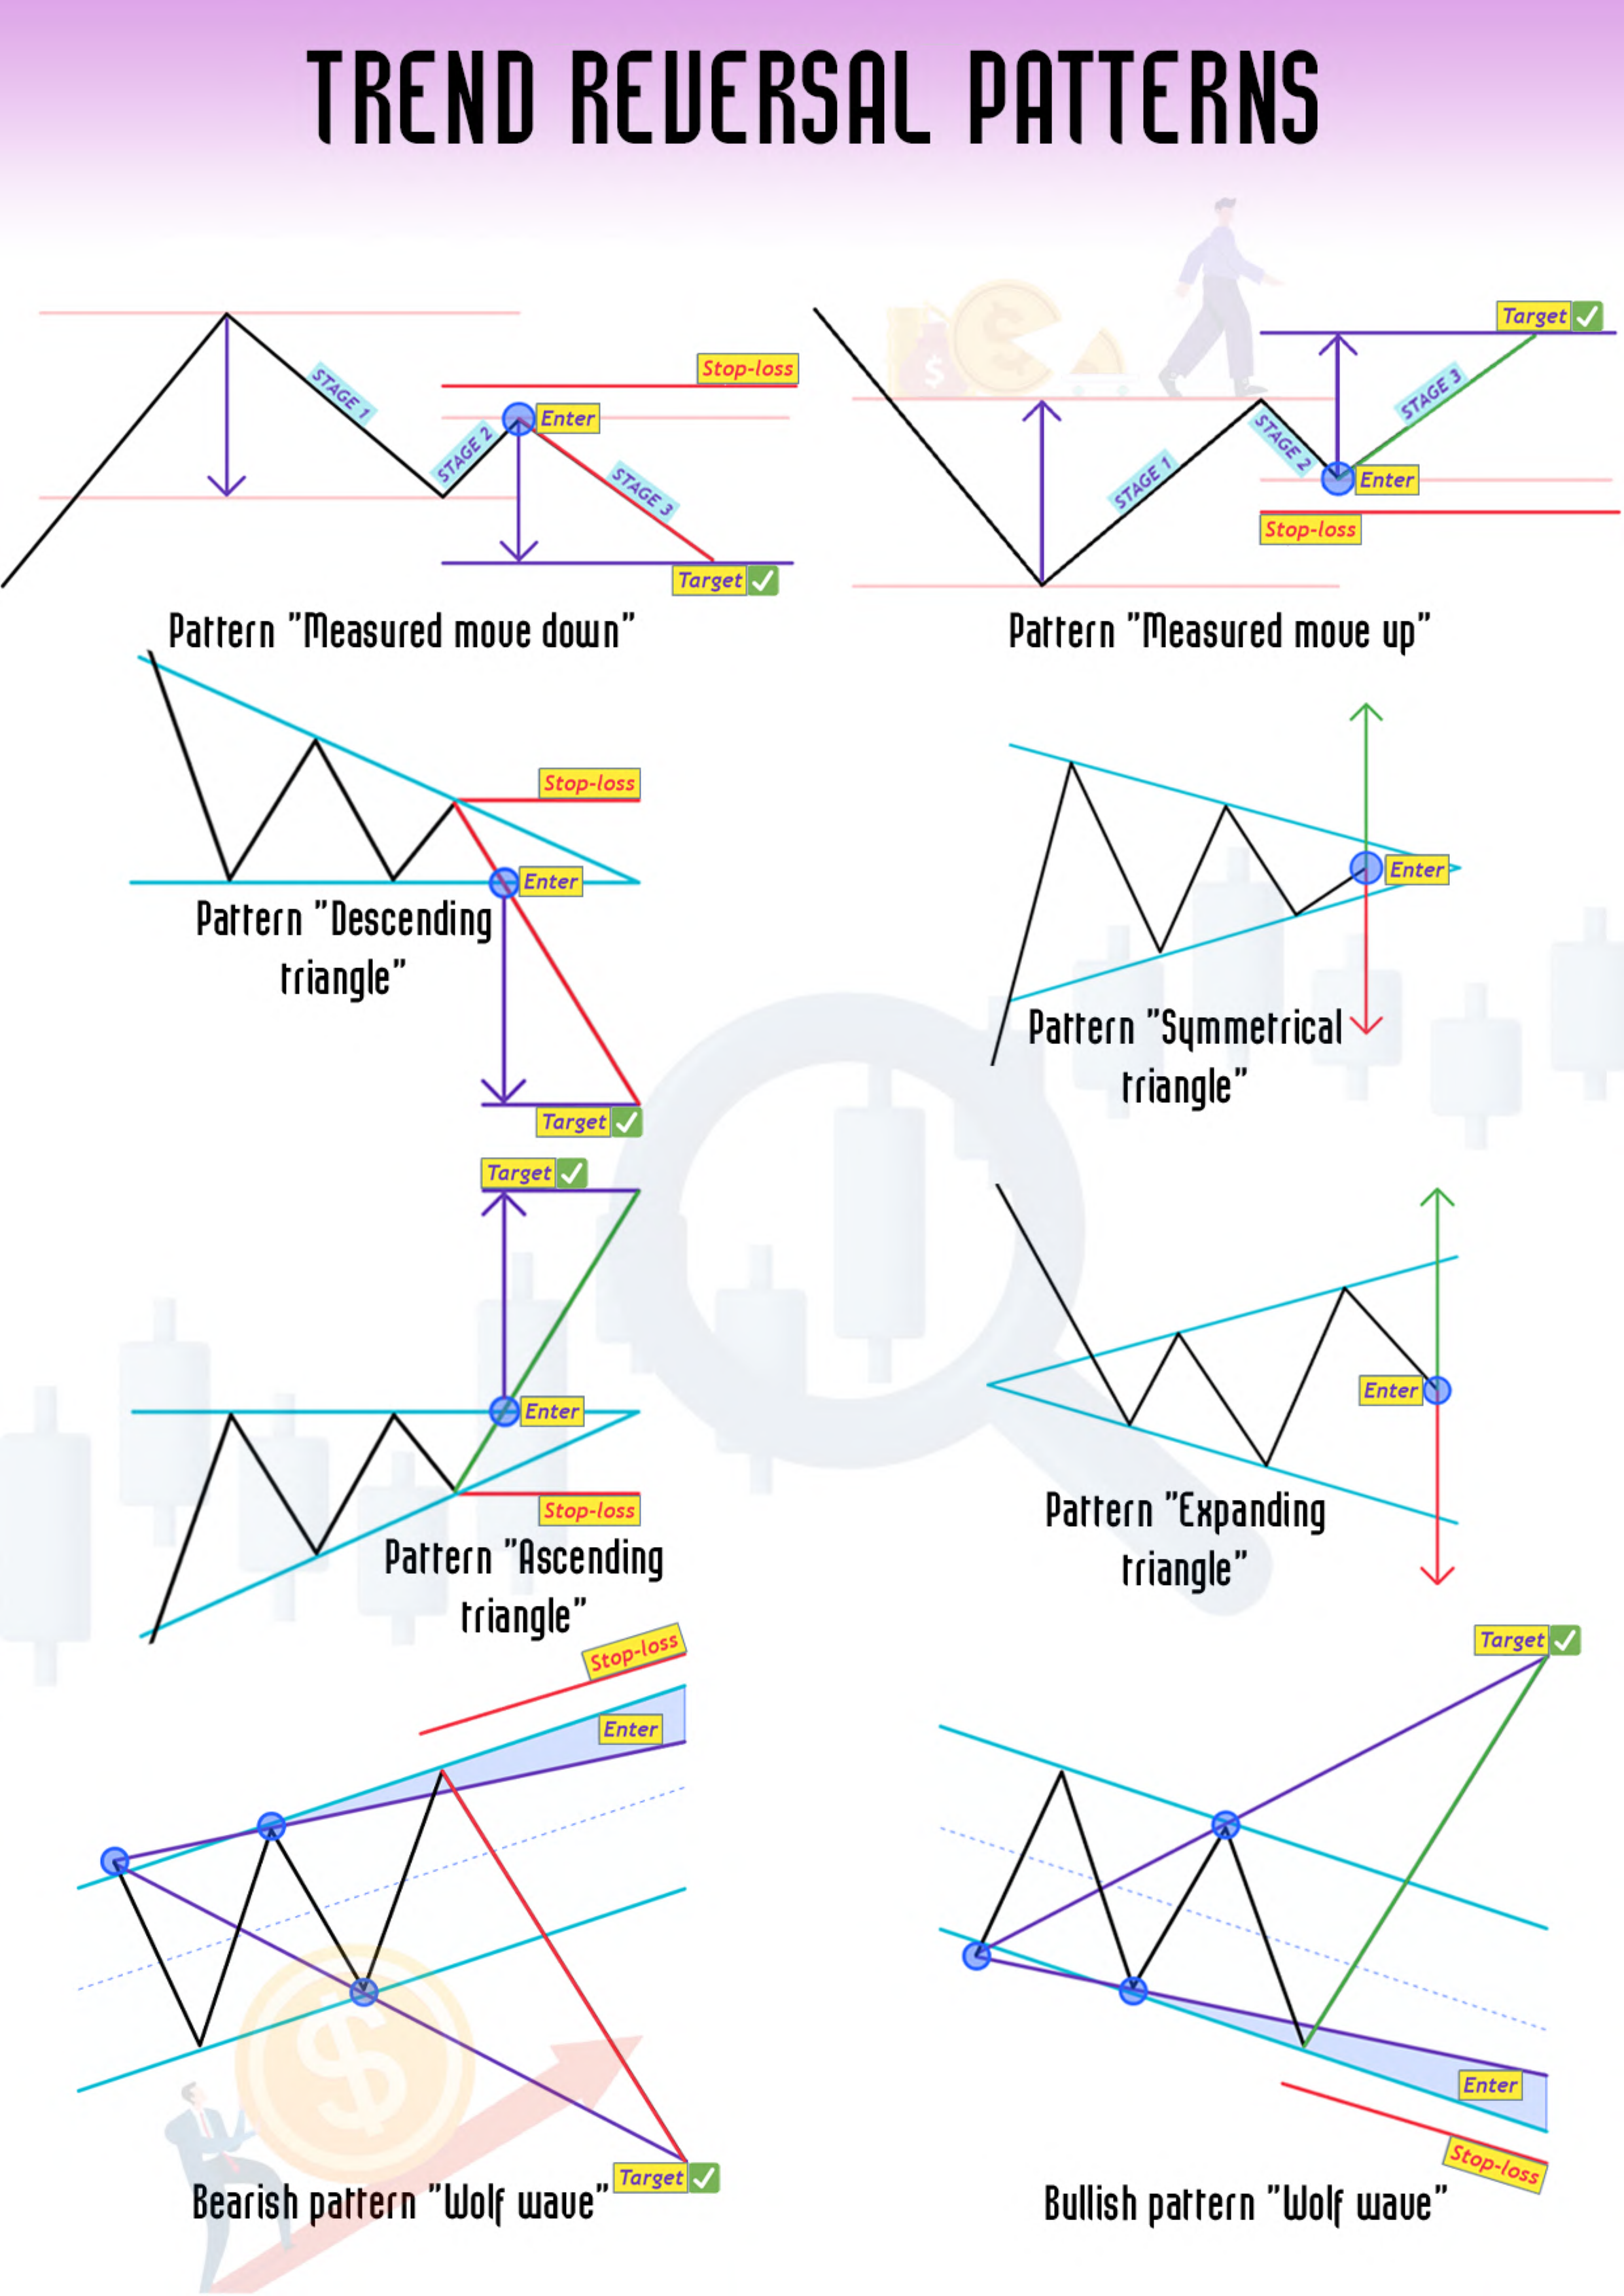 TREND REVERSAL PATTERNS
Stop-loss
Enter
STAGE 1
STAGE 2
STAGE 3
Target
Pattern "Measured move down"
Target
STAGE 3
STAGE 1
STAGE 2
Enter
Stop-loss
Pattern "Measured move up"
Stop-loss
Enter
Pattern "Descending
triangle"
Target
Enter
Pattern "Symmetrical
triangle"
Target
Enter
Stop-loss
Pattern "Ascending
triangle"
Enter
Pattern "Expanding
triangle"
Stop-loss
Enter
Target
Bearish pattern "Wolf wave"
Target
Enter
Stop-loss
Bullish pattern "Wolf wave"